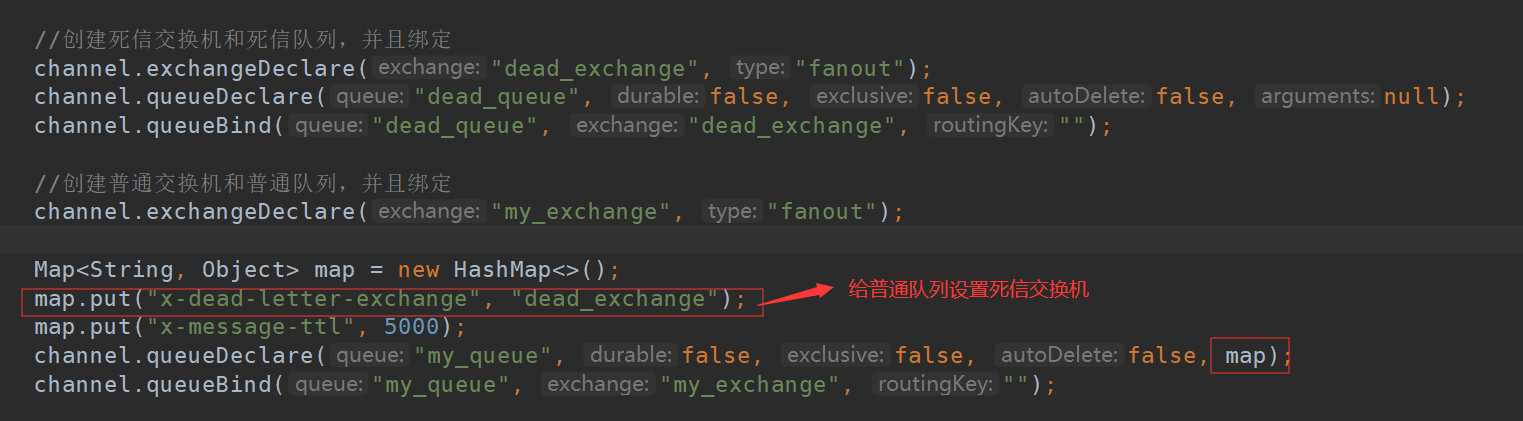 //创建死信交换机和死信队列，并且绑定
channel.exchangeDeclare( exchange: "dead_exchange", type: "fanout");
channel.queueDeclare( queue: "dead_queue", durable: false, exclusive: false, autoDelete: false, arguments: null);
channel.queueBind( queue: "dead_queue", exchange: "dead_exchange", routingKey: "");
//创建普通交换机和普通队列，并且绑定
channel.exchangeDeclare( exchange: "my_exchange", type: "fanout");
Map<String, Object> map = new HashMap<>();
map.put("x-dead-letter-exchange", "dead_exchange"); 给普通队列设置死信交换机
map.put("x-message-ttl", 5000);
channel.queueDeclare( queue: "my_queue", durable: false, exclusive: false, autoDelete: false, map);
channel.queueBind( queue: "my_queue", exchange: "my_exchange", routingKey: "");